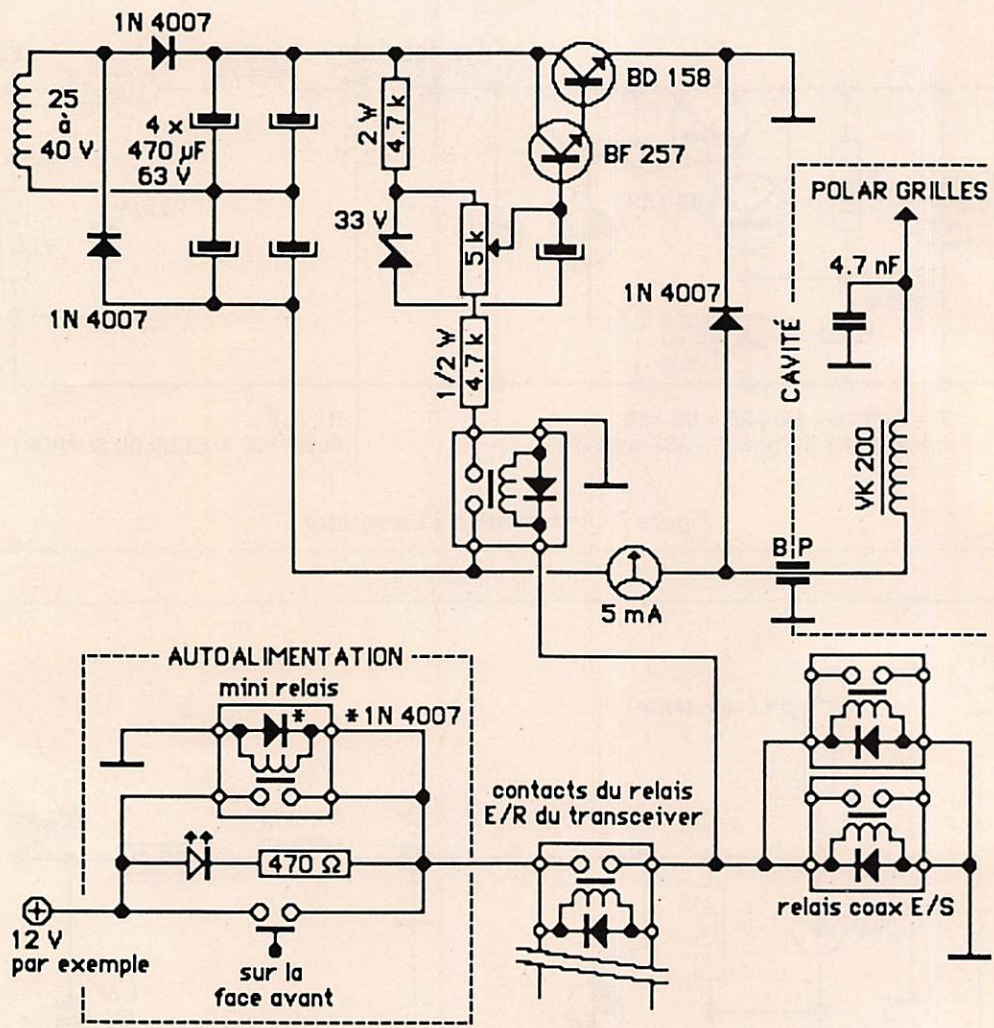 1N 4007
25
à
40 V
4 x
470 µF
63 V
2 W
4.7 k
BD 158
BF 257
33 V
5 k
1N 4007
1/2 W
4.7 k
1N 4007
POLAR GRILLES
4.7 nF
CAVITÉ
VK 200
B P
5 mA
AUTOALIMENTATION
mini relais
*
*1N 4007
contacts du relais
E/R du transceiver
470 Ω
12 V
par exemple
sur la
face avant
relais coax E/S